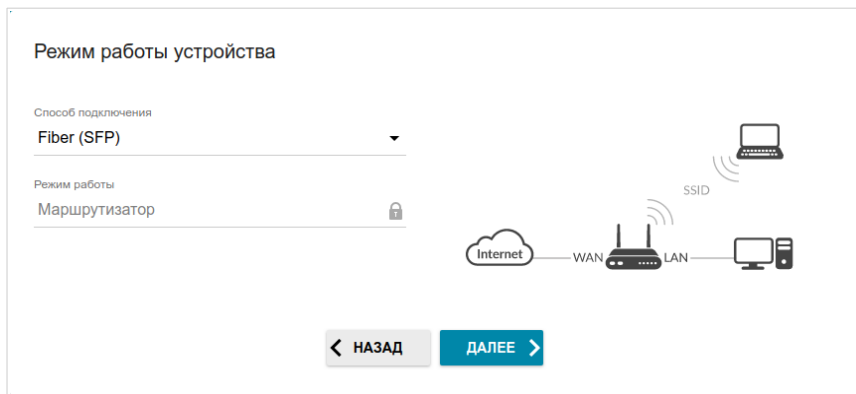 Режим работы устройства
Способ подключения
Fiber (SFP)
Режим работы
Маршрутизатор
SSID
Internet
WAN
LAN
НАЗАД
ДАЛЕЕ